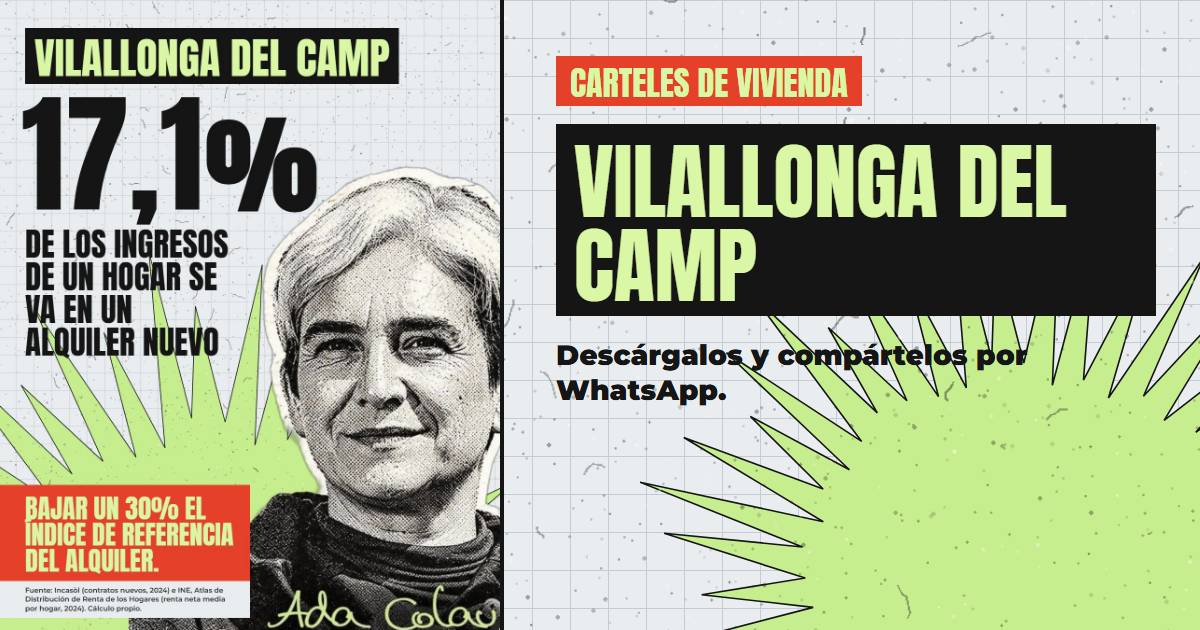 VILALLONGA DEL CAMP
17,1%
DE LOS INGRESOS
DE UN HOGAR SE
VA EN UN
ALQUILER NUEVO
BAJAR UN 30% EL
ÍNDICE DE REFERENCIA
DEL ALQUILER.
Fuente: Incasòl (contratos nuevos, 2024) e INE, Atlas de
Distribución de Renta de los Hogares (renta neta media
por hogar, 2024). Cálculo propio.
Ada Colau
CARTELES DE VIVIENDA
VILALLONGA DEL
CAMP
Descárgalos y compártelos por
WhatsApp.